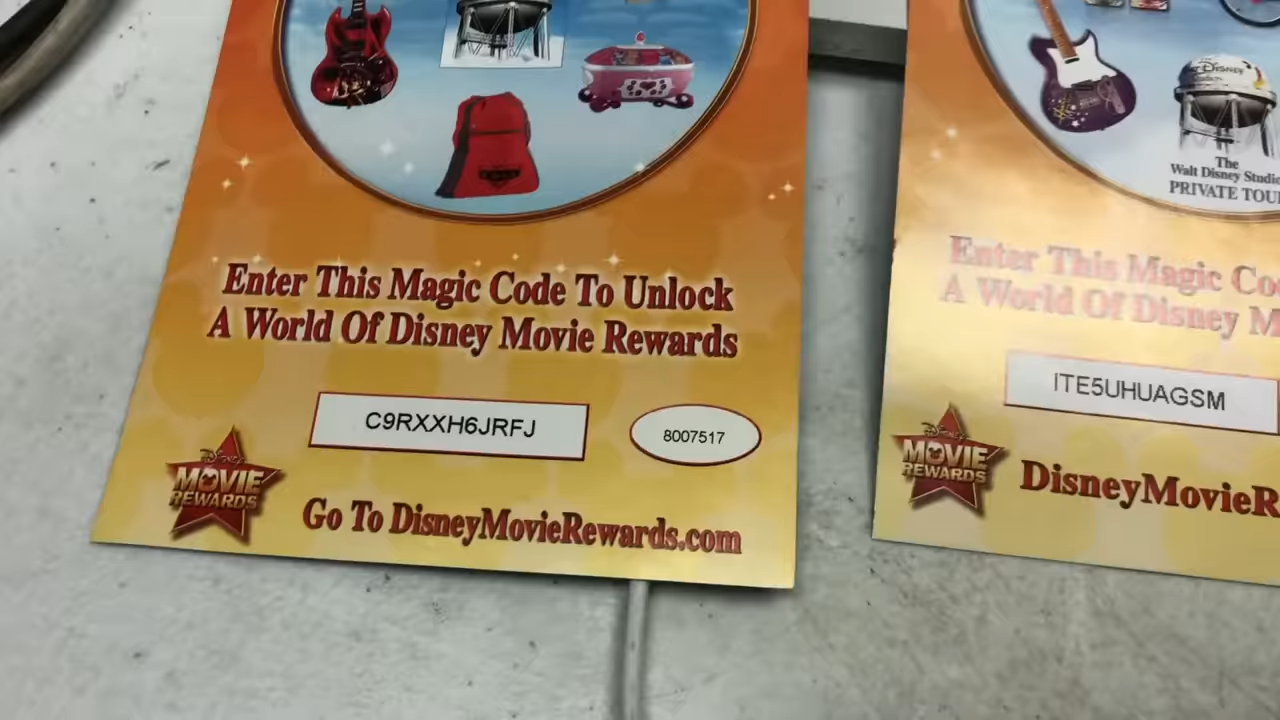 Enter This Magic Code To Unlock
A World Of Disney Movie Rewards
C9RXXH6JRFJ
8007517
DISNEY
MOVIE
REWARDS
Go To DisneyMovieRewards.com
WALT DISNEY
The
Walt Disney Studio
PRIVATE TOU
Enter This Magic Co
A World Of Disney M
ITE5UHUAGSM
DISNEY
MOVIE
REWARDS
DisneyMovieR